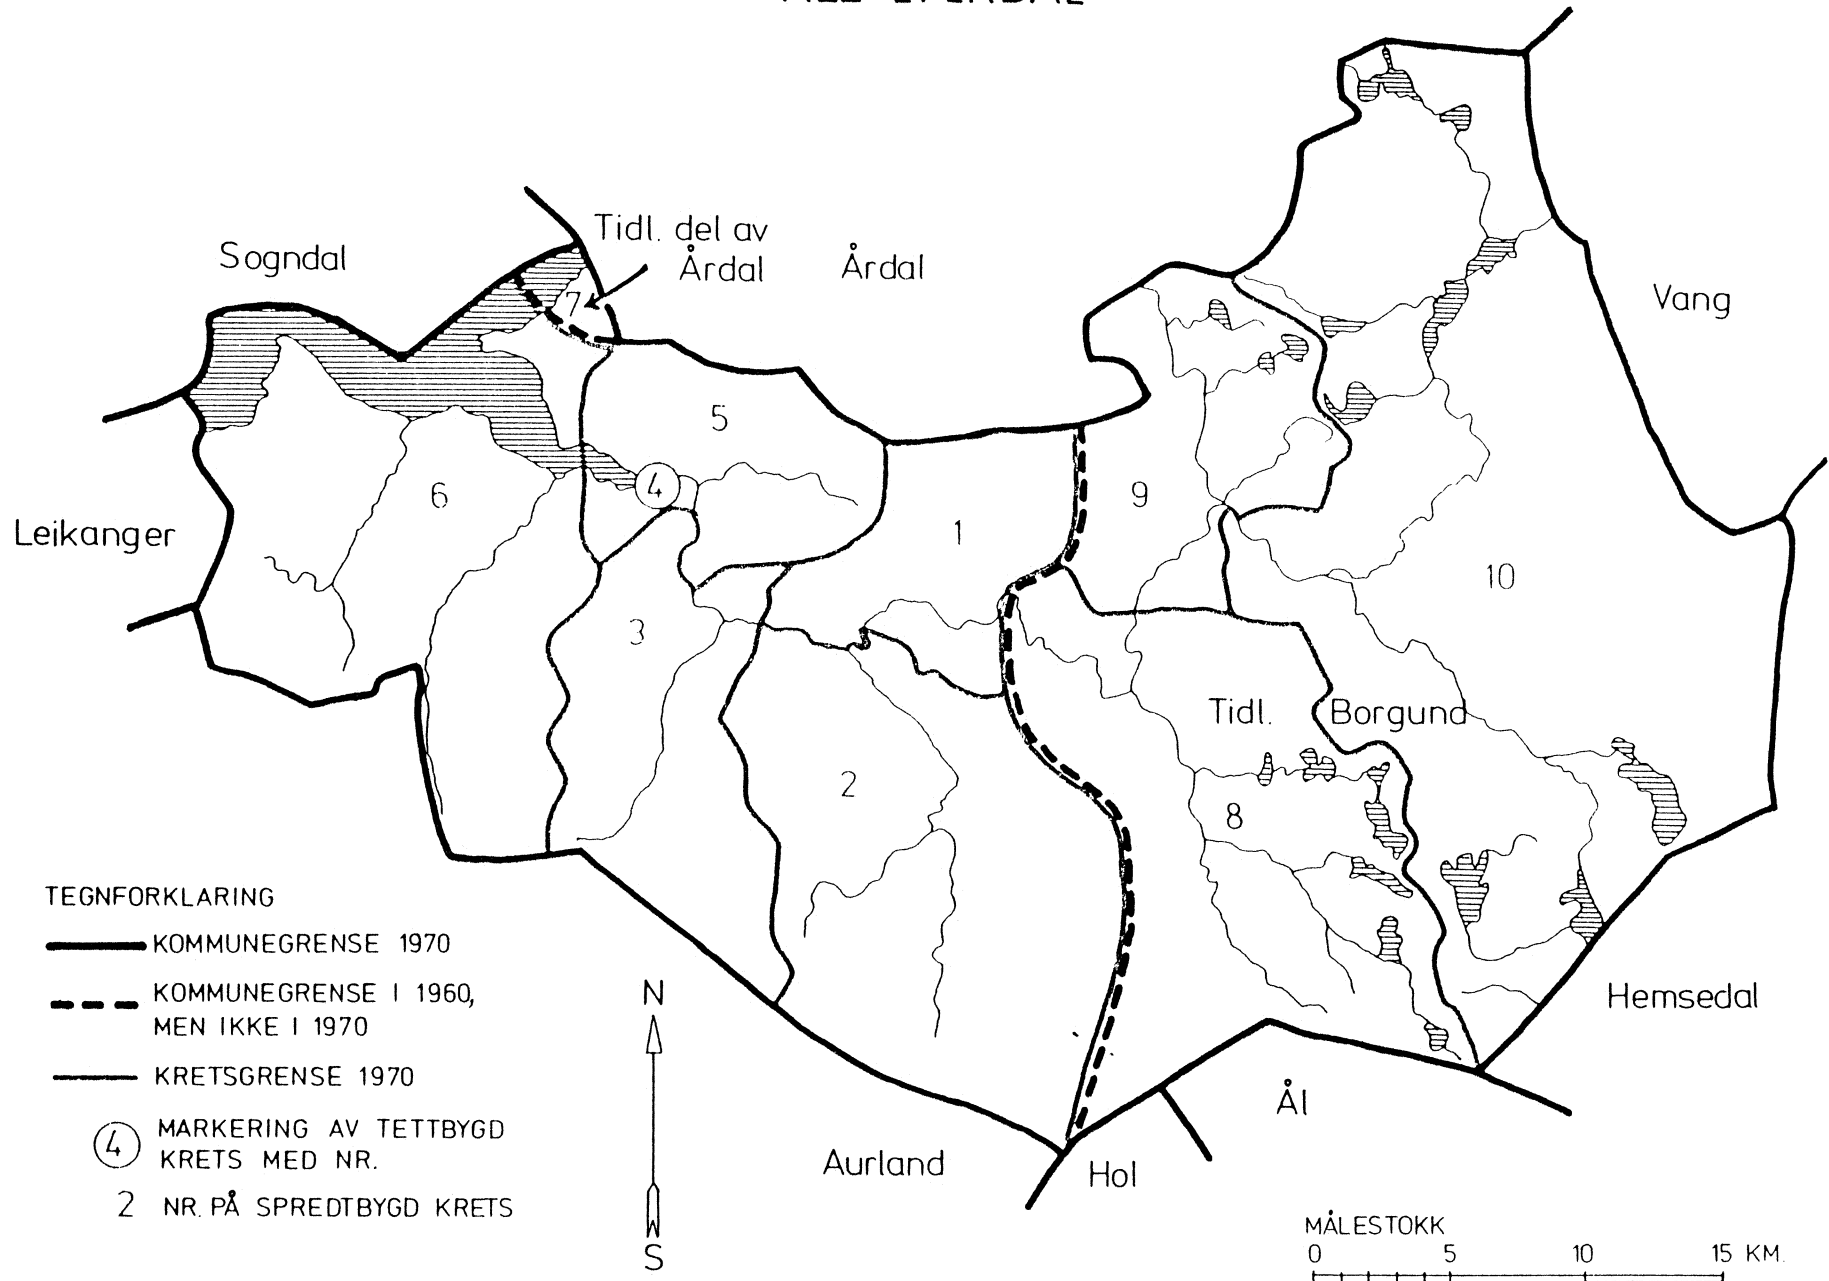 Sogndal
Tidl. del av
Årdal
Årdal
Vang
7
5
4
6
9
1
Leikanger
10
3
Tidl. Borgund
2
8
TEGNFORKLARING
KOMMUNEGRENSE 1970
KOMMUNEGRENSE I 1960,
MEN IKKE I 1970
KRETSGRENSE 1970
4 MARKERING AV TETTBYGD
KRETS MED NR.
2 NR. PÅ SPREDTBYGD KRETS
N
S
Hemsedal
Ål
Aurland
Hol
MÅLESTOKK
0 5 10 15 KM.